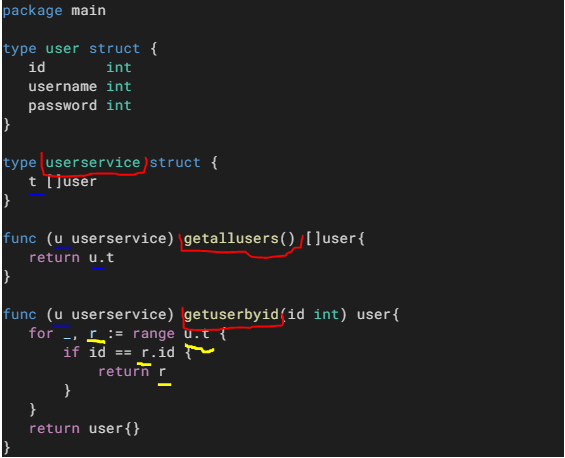 package main
type user struct {
id int
username int
password int
}
type userservice struct {
t []user
}
func (u userservice) getallusers() []user{
return u.t
}
func (u userservice) getuserbyid(id int) user{
for _, r := range u.t {
if id == r.id {
return r
}
}
return user{}
}